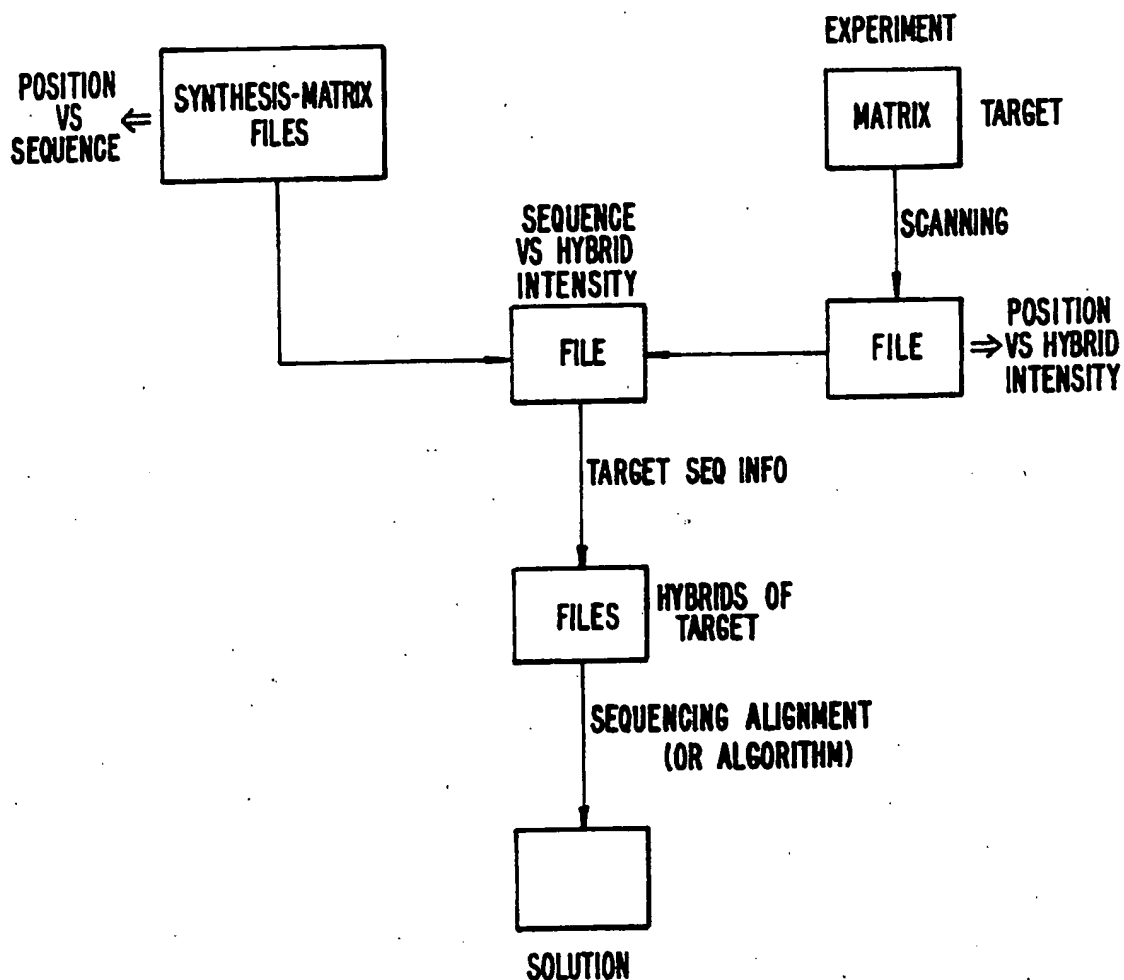 EXPERIMENT
POSITION
VS
SEQUENCE
⇐
SYNTHESIS-MATRIX
FILES
MATRIX
TARGET
SCANNING
SEQUENCE
VS HYBRID
INTENSITY
FILE
FILE
⇒
POSITION
VS HYBRID
INTENSITY
TARGET SEQ INFO
FILES
HYBRIDS OF
TARGET
SEQUENCING ALIGNMENT
(OR ALGORITHM)
SOLUTION